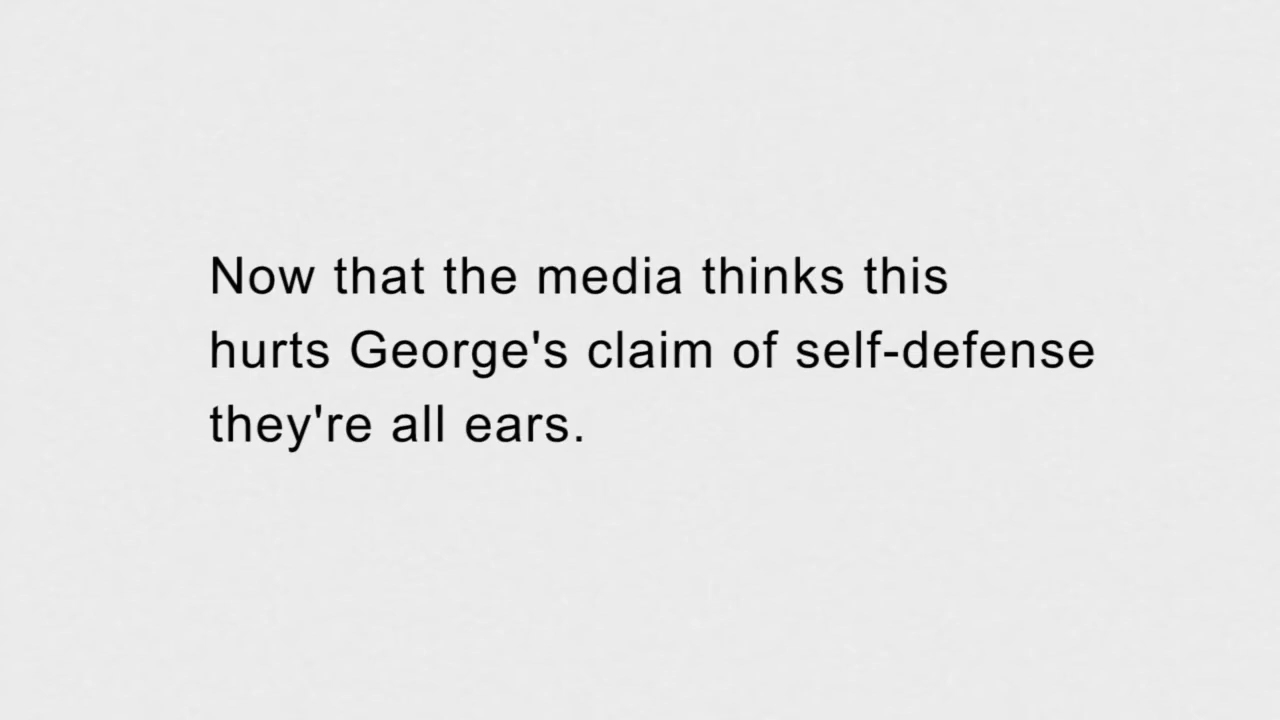 Now that the media thinks this
hurts George's claim of self-defense
they're all ears.